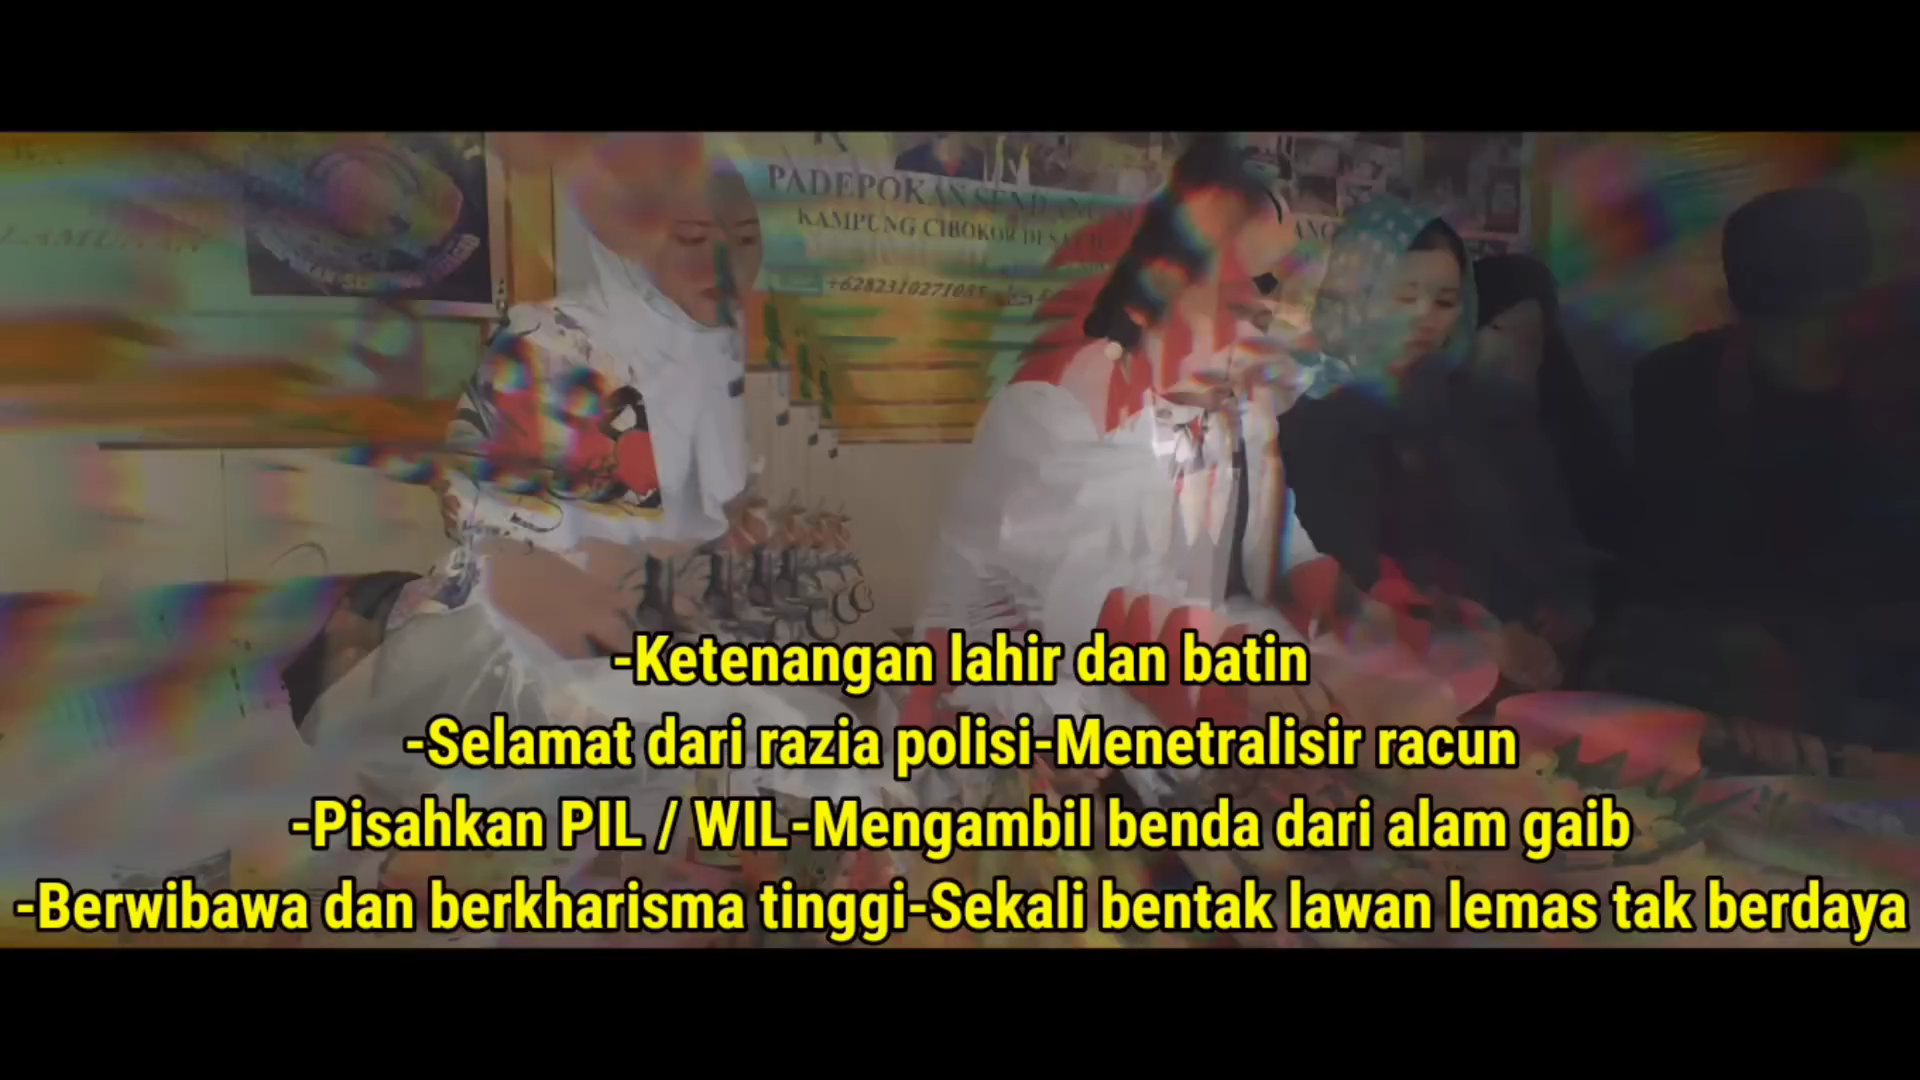 LAMUNAN
PADEPOKAN
KAMPUNG CIBOKOR
-Ketenangan lahir dan batin
-Selamat dari razia polisi-Menetralisir racun
-Pisahkan PIL / WIL-Mengambil benda dari alam gaib
-Berwibawa dan berkharisma tinggi-Sekali bentak lawan lemas tak berdaya